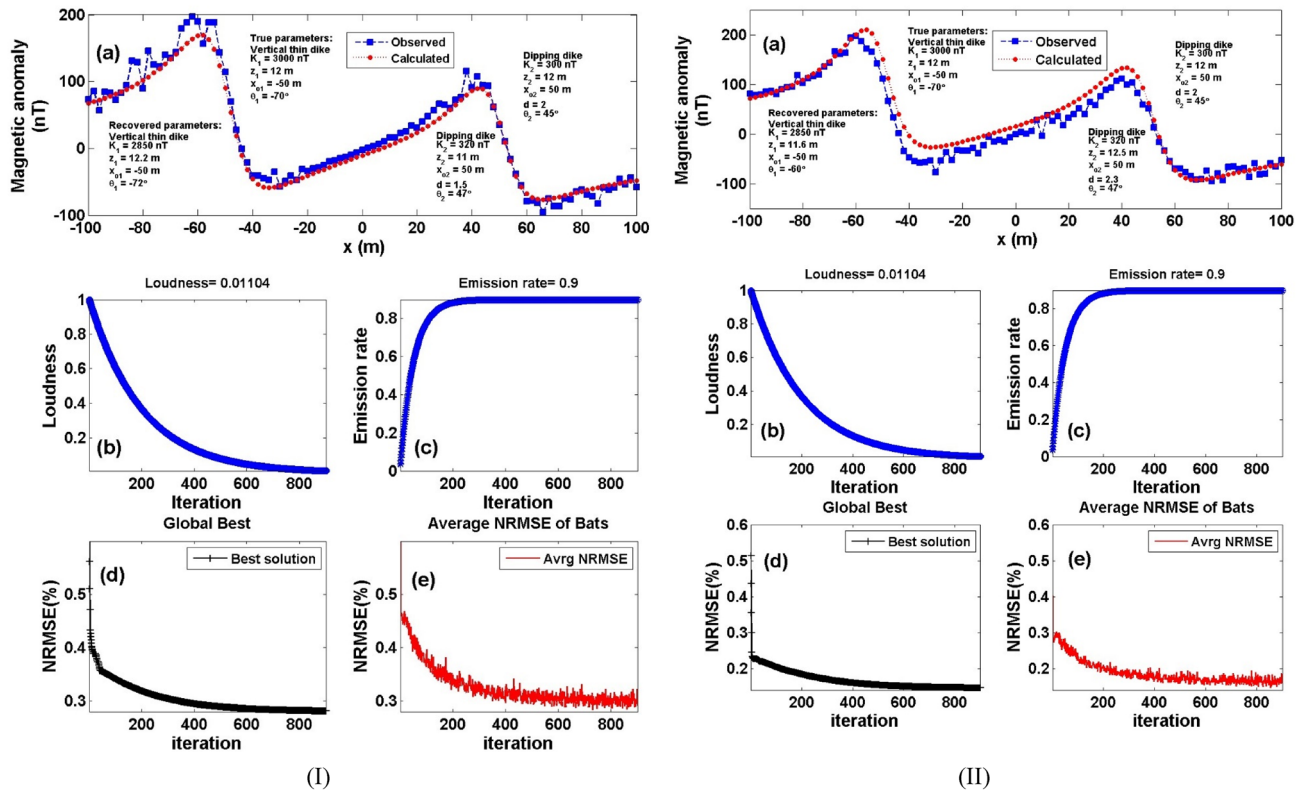 200
100
0
-100
Magnetic anomaly
(nT)
(a)
True parameters:
Vertical thin dike
K1 = 3000 nT
z1 = 12 m
xo1 = -50 m
θ1 = -70°
Observed
Calculated
Dipping dike
K2 = 300 nT
z2 = 12 m
xo2 = 50 m
d = 2
θ2 = 45°
Recovered parameters:
Vertical thin dike
K1 = 2850 nT
z1 = 12.2 m
xo1 = -50 m
θ1 = -72°
Dipping dike
K2 = 320 nT
z2 = 11 m
xo2 = 50 m
d = 1.5
θ2 = 47°
-100 -80 -60 -40 -20 0 20 40 60 80 100
x (m)
Loudness= 0.01104
1
0.8
0.6
0.4
0.2
Loudness
(b)
200 400 600 800
Iteration
Emission rate= 0.9
0.8
0.6
0.4
0.2
0
Emission rate
(c)
200 400 600 800
Iteration
Global Best
Best solution
(d)
0.5
0.4
0.3
NRMSE(%)
200 400 600 800
iteration
Average NRMSE of Bats
Avrg NRMSE
(e)
0.5
0.4
0.3
NRMSE(%)
200 400 600 800
iteration
(I)
200
100
0
-100
Magnetic anomaly
(nT)
(a)
True parameters:
Vertical thin dike
K1 = 3000 nT
z1 = 12 m
xo1 = -50 m
θ1 = -70°
Observed
Calculated
Dipping dike
K2 = 300 nT
z2 = 12 m
xo2 = 50 m
d = 2
θ2 = 45°
Recovered parameters:
Vertical thin dike
K1 = 2850 nT
z1 = 11.6 m
xo1 = -50 m
θ1 = -60°
Dipping dike
K2 = 320 nT
z2 = 12.5 m
xo2 = 50 m
d = 2.3
θ2 = 47°
-100 -80 -60 -40 -20 0 20 40 60 80 100
x (m)
Loudness= 0.01104
1
0.8
0.6
0.4
0.2
Loudness
(b)
200 400 600 800
Iteration
Emission rate= 0.9
0.8
0.6
0.4
0.2
0
Emission rate
(c)
200 400 600 800
Iteration
Global Best
Best solution
(d)
0.6
0.5
0.4
0.3
0.2
NRMSE(%)
200 400 600 800
iteration
Average NRMSE of Bats
Avrg NRMSE
(e)
0.6
0.5
0.4
0.3
0.2
NRMSE(%)
200 400 600 800
iteration
(II)